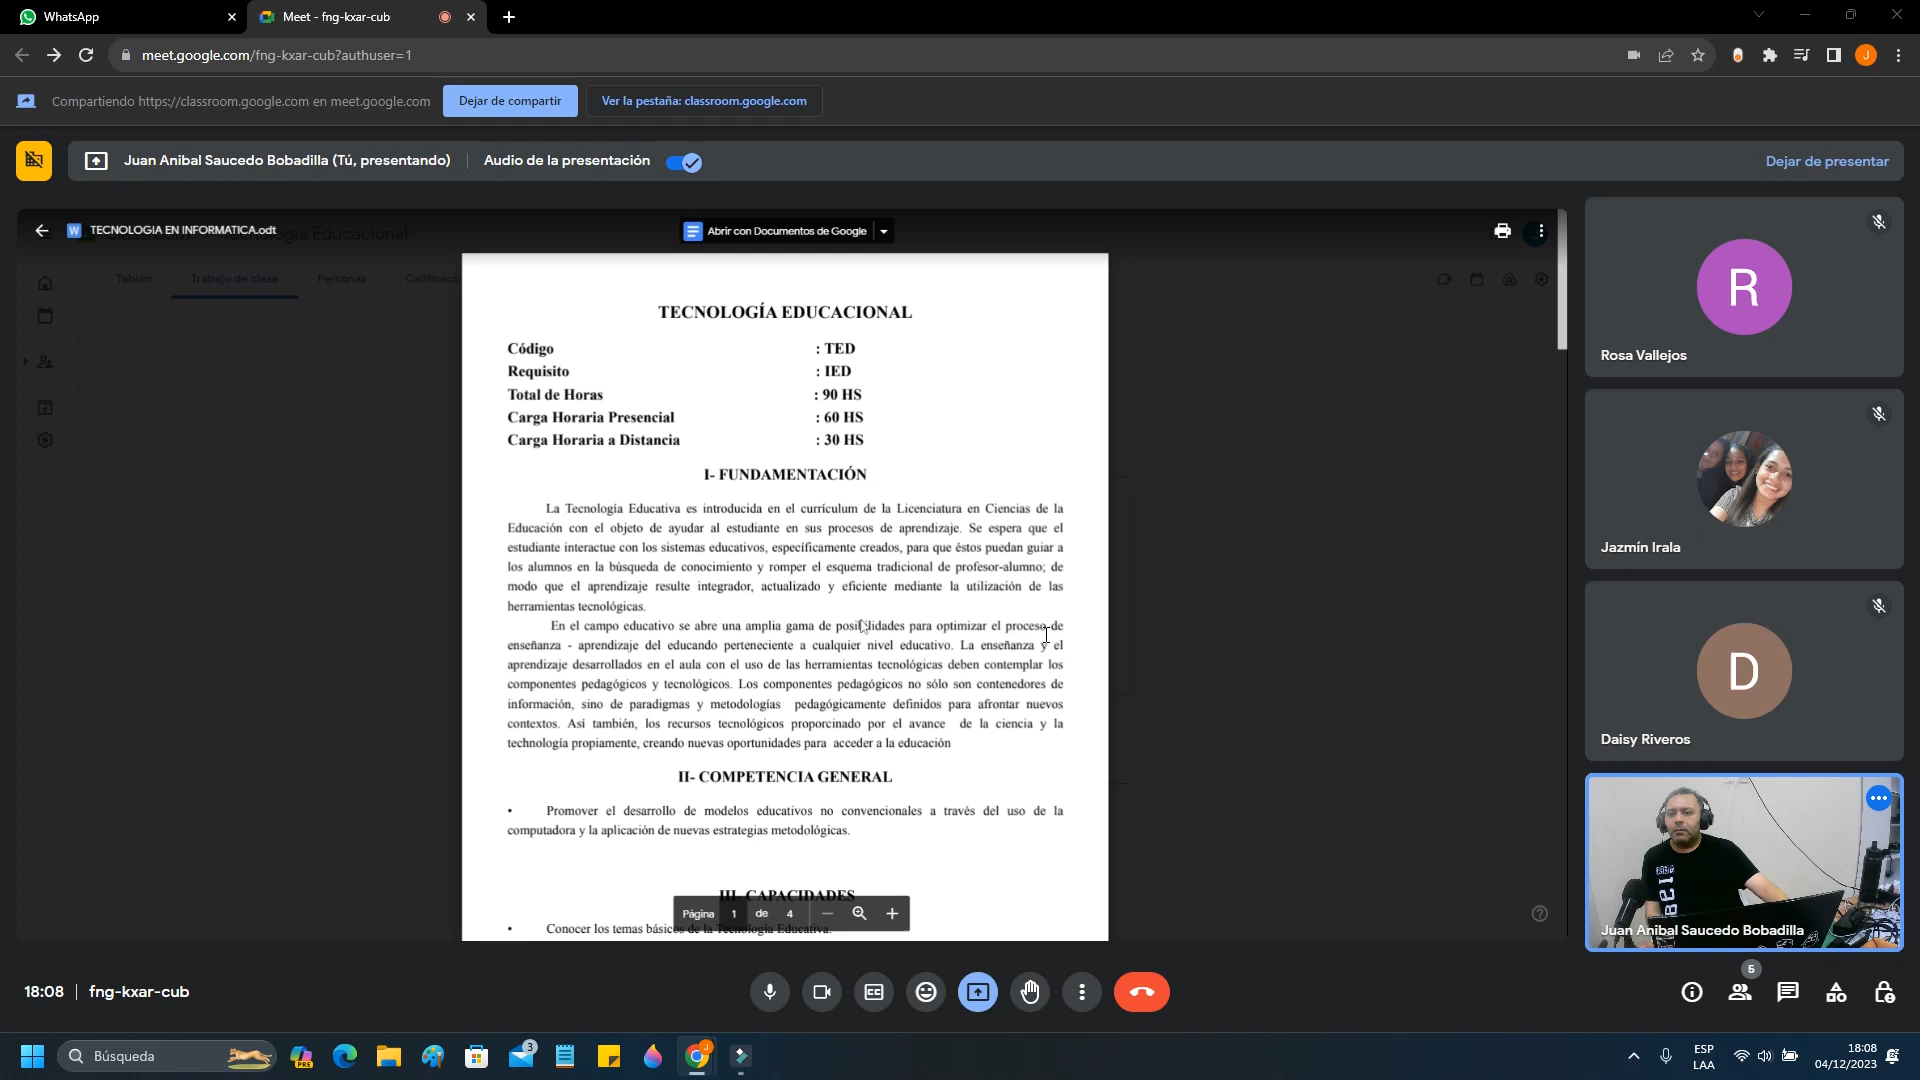 WhatsApp
Meet - fng-kxar-cub
meet.google.com/fng-kxar-cub?authuser=1
J
Compartiendo https://classroom.google.com en meet.google.com
Dejar de compartir
Ver la pestaña: classroom.google.com
Juan Anibal Saucedo Bobadilla (Tú, presentando)
Audio de la presentación
Dejar de presentar
W
TECNOLOGIA EN INFORMATICA.odt
Abrir con Documentos de Google
Tablón
Trabajo de clase
Personas
TECNOLOGÍA EDUCACIONAL
Código : TED
Requisito : IED
Total de Horas : 90 HS
Carga Horaria Presencial : 60 HS
Carga Horaria a Distancia : 30 HS
I- FUNDAMENTACIÓN
La Tecnología Educativa es introducida en el currículum de la Licenciatura en Ciencias de la
Educación con el objeto de ayudar al estudiante en sus procesos de aprendizaje. Se espera que el
estudiante interactue con los sistemas educativos, específicamente creados, para que éstos puedan guiar a
los alumnos en la búsqueda de conocimiento y romper el esquema tradicional de profesor-alumno; de
modo que el aprendizaje resulte integrador, actualizado y eficiente mediante la utilización de las
herramientas tecnológicas.
En el campo educativo se abre una amplia gama de posibilidades para optimizar el proceso de
enseñanza - aprendizaje del educando perteneciente a cualquier nivel educativo. La enseñanza y el
aprendizaje desarrollados en el aula con el uso de las herramientas tecnológicas deben contemplar los
componentes pedagógicos y tecnológicos. Los componentes pedagógicos no sólo son contenedores de
información, sino de paradigmas y metodologías pedagógicamente definidos para afrontar nuevos
contextos. Así también, los recursos tecnológicos proporcinado por el avance de la ciencia y la
technología propiamente, creando nuevas oportunidades para acceder a la educación
II- COMPETENCIA GENERAL
• Promover el desarrollo de modelos educativos no convencionales a través del uso de la
computadora y la aplicación de nuevas estrategias metodológicas.
III- CAPACIDADES
• Conocer los temas básicos de la Tecnología Educativa.
Página 1 de 4
R
Rosa Vallejos
Jazmín Irala
D
Daisy Riveros
Juan Anibal Saucedo Bobadilla
18:08
fng-kxar-cub
5
Búsqueda
PRE
3
J
ESP
LAA
18:08
04/12/2023